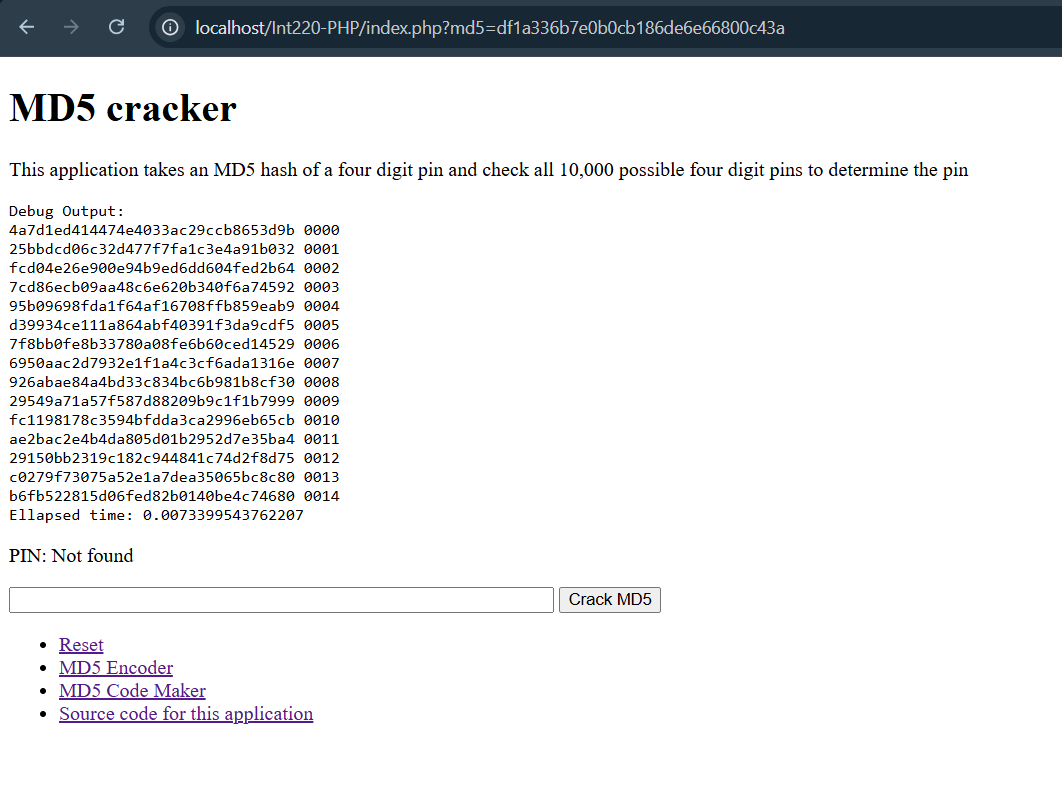 localhost/Int220-PHP/index.php?md5=df1a336b7e0b0cb186de6e66800c43a
MD5 cracker
This application takes an MD5 hash of a four digit pin and check all 10,000 possible four digit pins to determine the pin
Debug Output:
4a7d1ed414474e4033ac29ccb8653d9b 0000
25bbdcd06c32d477f7fa1c3e4a91b032 0001
fcd04e26e900e94b9ed6dd604fed2b64 0002
7cd86ecb09aa48c6e620b340f6a74592 0003
95b09698fda1f64af16708ffb859eab9 0004
d39934ce111a864abf40391f3da9cdf5 0005
7f8bb0fe8b33780a08fe6b60ced14529 0006
6950aac2d7932e1f1a4c3cf6ada1316e 0007
926abae84a4bd33c834bc6b981b8cf30 0008
29549a71a57f587d88209b9c1f1b7999 0009
fc1198178c3594bfdda3ca2996eb65cb 0010
ae2bac2e4b4da805d01b2952d7e35ba4 0011
29150bb2319c182c944841c74d2f8d75 0012
c0279f73075a52e1a7dea35065bc8c80 0013
b6fb522815d06fed82b0140be4c74680 0014
Ellapsed time: 0.0073399543762207
PIN: Not found
Crack MD5
Reset
MD5 Encoder
MD5 Code Maker
Source code for this application